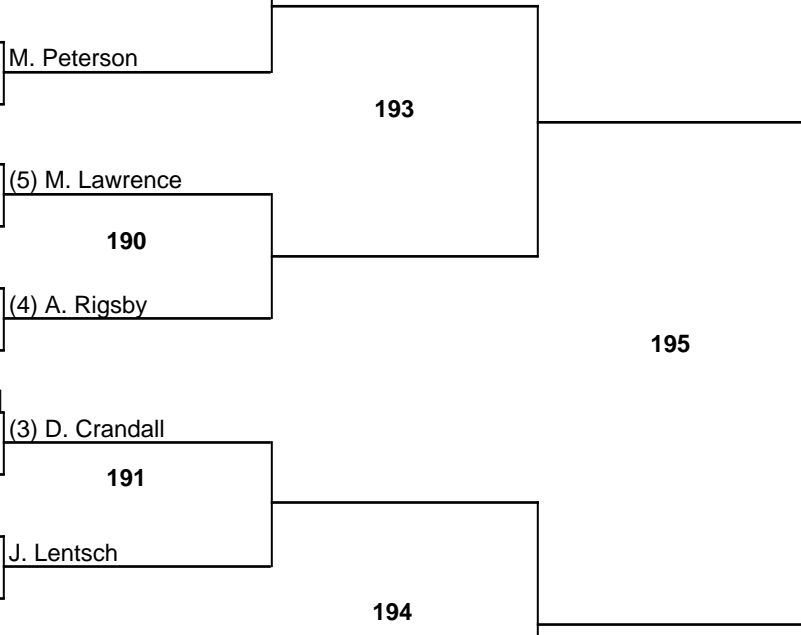 M. Peterson
193
(5) M. Lawrence
190
(4) A. Rigsby
195
(3) D. Crandall
191
J. Lentsch
194